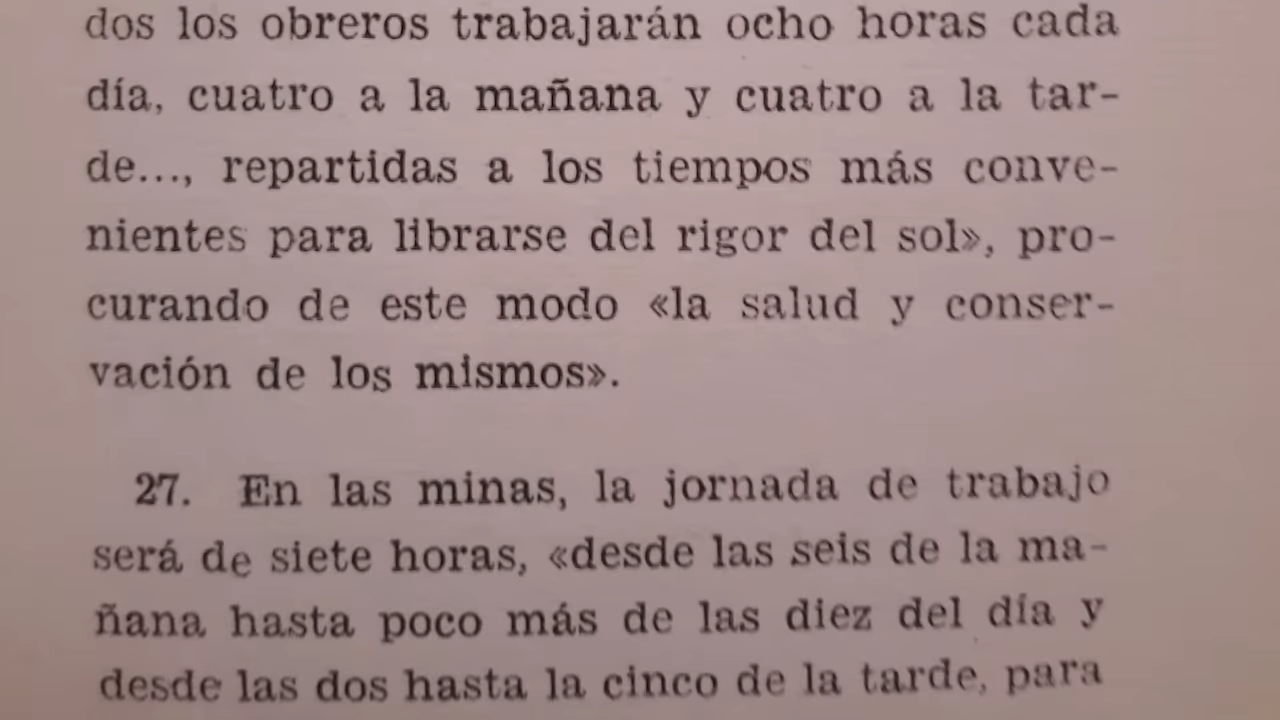 dos los obreros trabajarán ocho horas cada
día, cuatro a la mañana y cuatro a la tar-
de..., repartidas a los tiempos más conve-
nientes para librarse del rigor del sol», pro-
curando de este modo «la salud y conser-
vación de los mismos».
27. En las minas, la jornada de trabajo
será de siete horas, «desde las seis de la ma-
ñana hasta poco más de las diez del día y
desde las dos hasta la cinco de la tarde, para